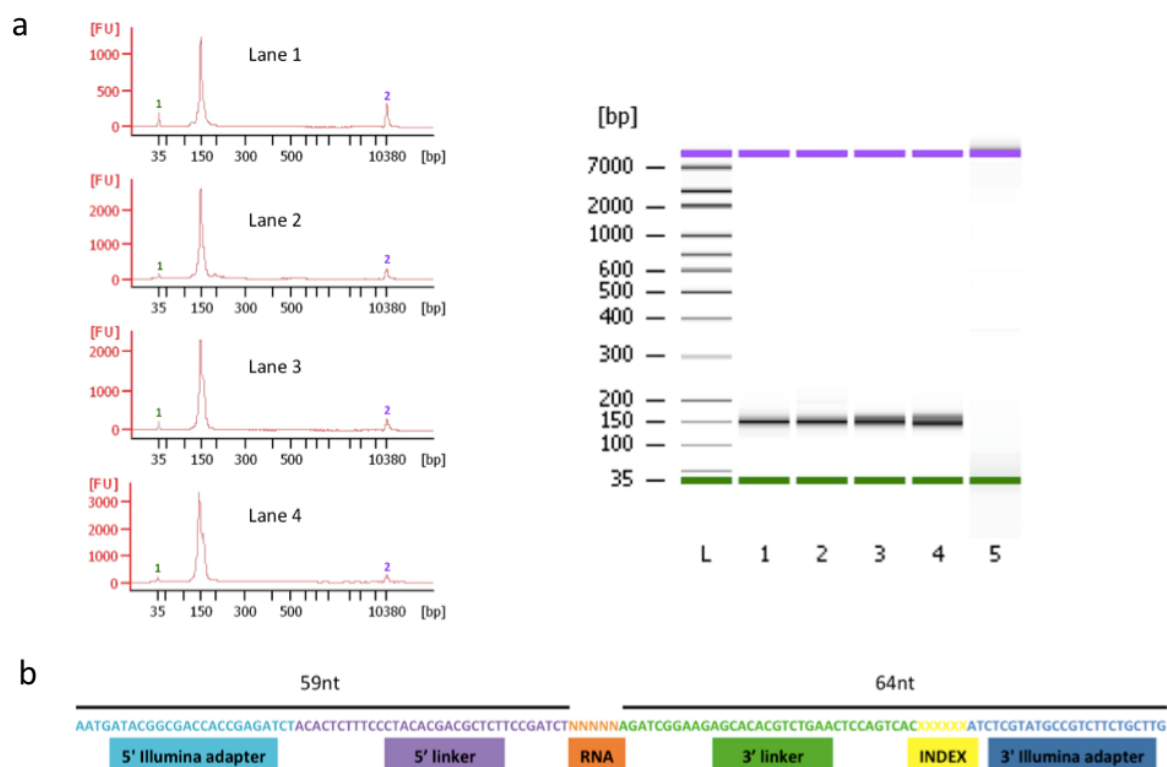 a
[FU]
Lane 1
1000
500
0
1
2
35 150 300 500 10380 [bp]
[FU]
Lane 2
2000
1000
0
1
2
35 150 300 500 10380 [bp]
[FU]
Lane 3
2000
1000
0
1
2
35 150 300 500 10380 [bp]
[FU]
Lane 4
3000
2000
1000
0
1
2
35 150 300 500 10380 [bp]
[bp]
7000
2000
1000
600
500
400
300
200
150
100
35
L 1 2 3 4 5
b
59nt 64nt
AATGATACGGCGACCACCGAGATCTACACTCTTTCCCTACACGACGCTCTTCCGATCTNNNNNAGATCGGAAGAGCACACGTCTGAACTCCAGTCACXXXXXXATCTCGTATGCCGTCTTCTGCTTG
5' Illumina adapter 5’ linker RNA 3’ linker INDEX 3' Illumina adapter